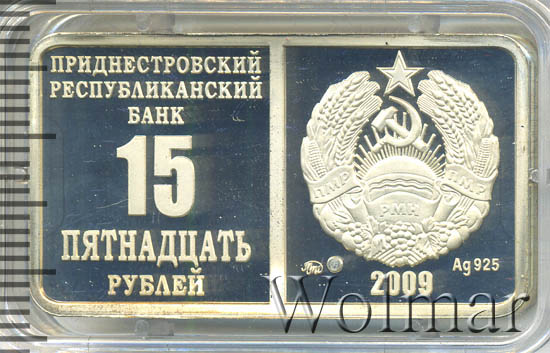 ПРИДНЕСТРОВСКИЙ
РЕСПУБЛИКАНСКИЙ
БАНК
15
ПЯТНАДЦАТЬ
РУБЛЕЙ
ПМР
РМН
ПМР
2009
Ag 925
Wolmar